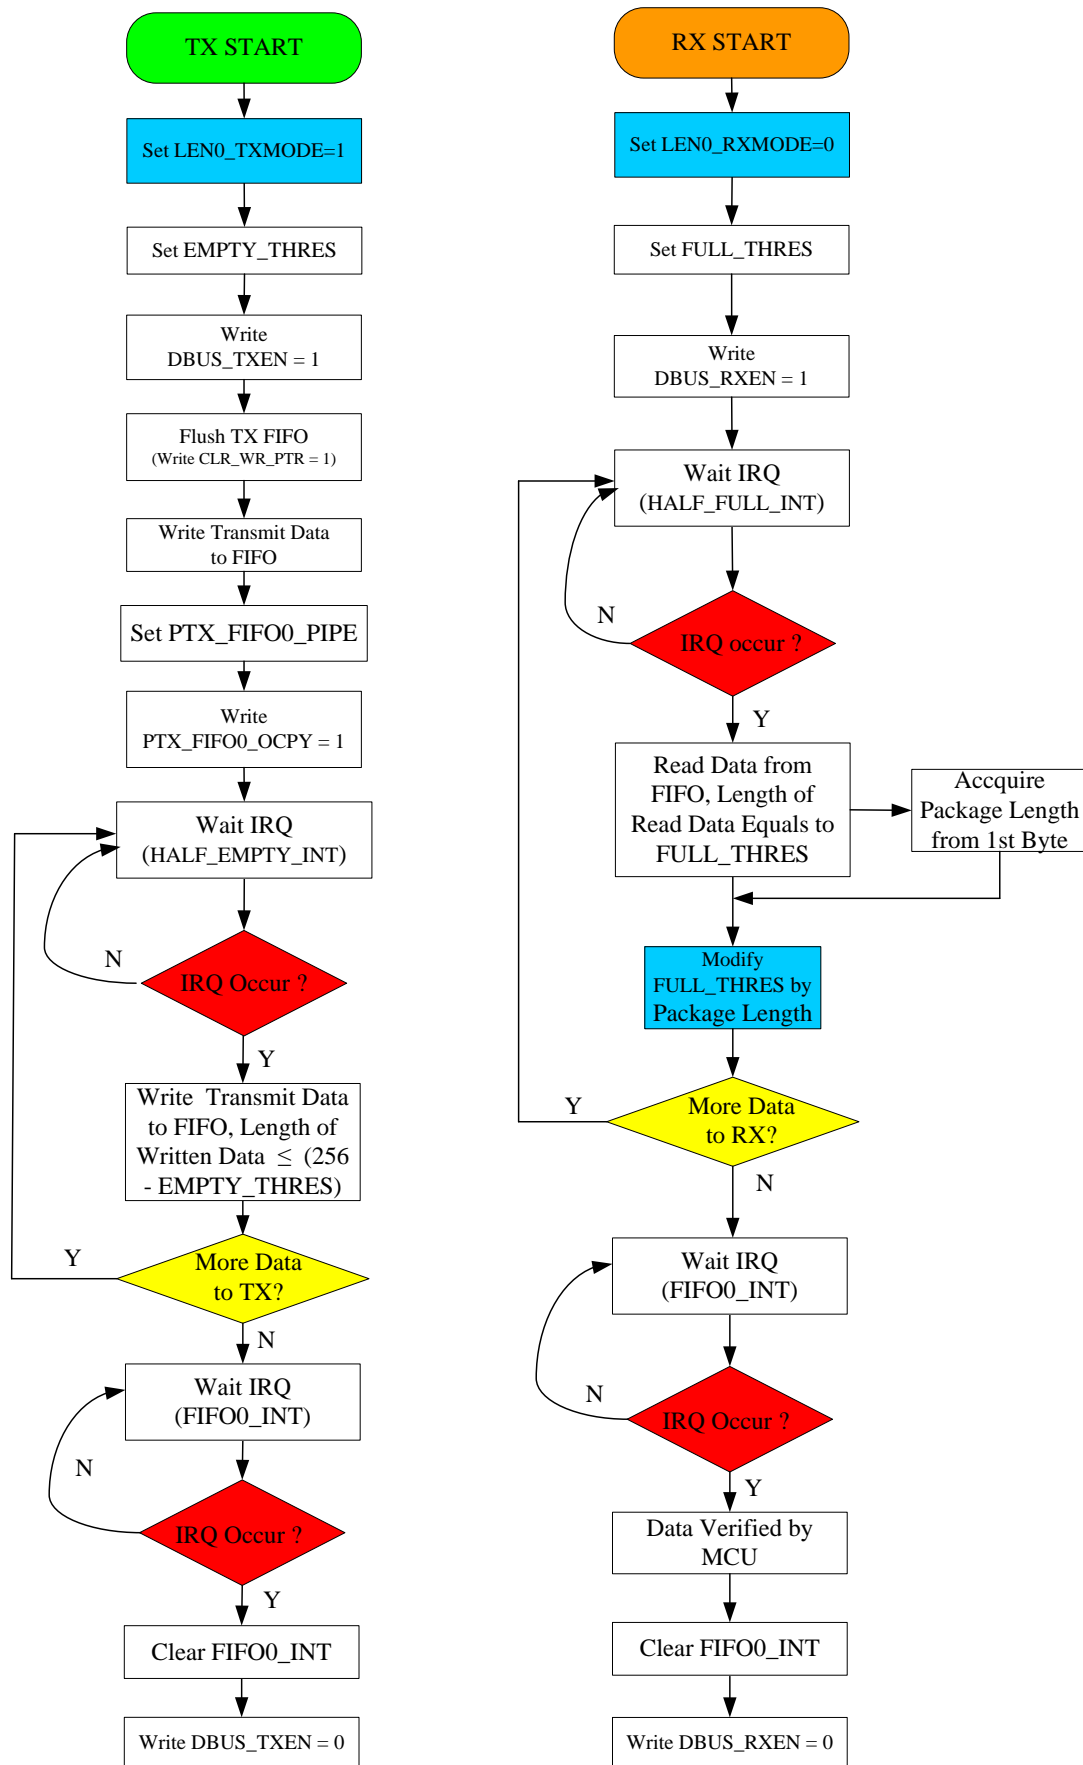 TX START
Set LEN0_TXMODE=1
Set EMPTY_THRES
Write
DBUS_TXEN = 1
Flush TX FIFO
(Write CLR_WR_PTR = 1)
Write Transmit Data
to FIFO
Set PTX_FIFO0_PIPE
Write
PTX_FIFO0_OCPY = 1
Wait IRQ
(HALF_EMPTY_INT)
N
IRQ Occur ?
Y
Write Transmit Data
to FIFO, Length of
Written Data ≤ (256
- EMPTY_THRES)
Y
More Data
to TX?
N
Wait IRQ
(FIFO0_INT)
N
IRQ Occur ?
Y
Clear FIFO0_INT
Write DBUS_TXEN = 0
RX START
Set LEN0_RXMODE=0
Set FULL_THRES
Write
DBUS_RXEN = 1
Wait IRQ
(HALF_FULL_INT)
N
IRQ occur ?
Y
Read Data from
FIFO, Length of
Read Data Equals to
FULL_THRES
Accquire
Package Length
from 1st Byte
Modify
FULL_THRES by
Package Length
Y
More Data
to RX?
N
Wait IRQ
(FIFO0_INT)
N
IRQ Occur ?
Y
Data Verified by
MCU
Clear FIFO0_INT
Write DBUS_RXEN = 0